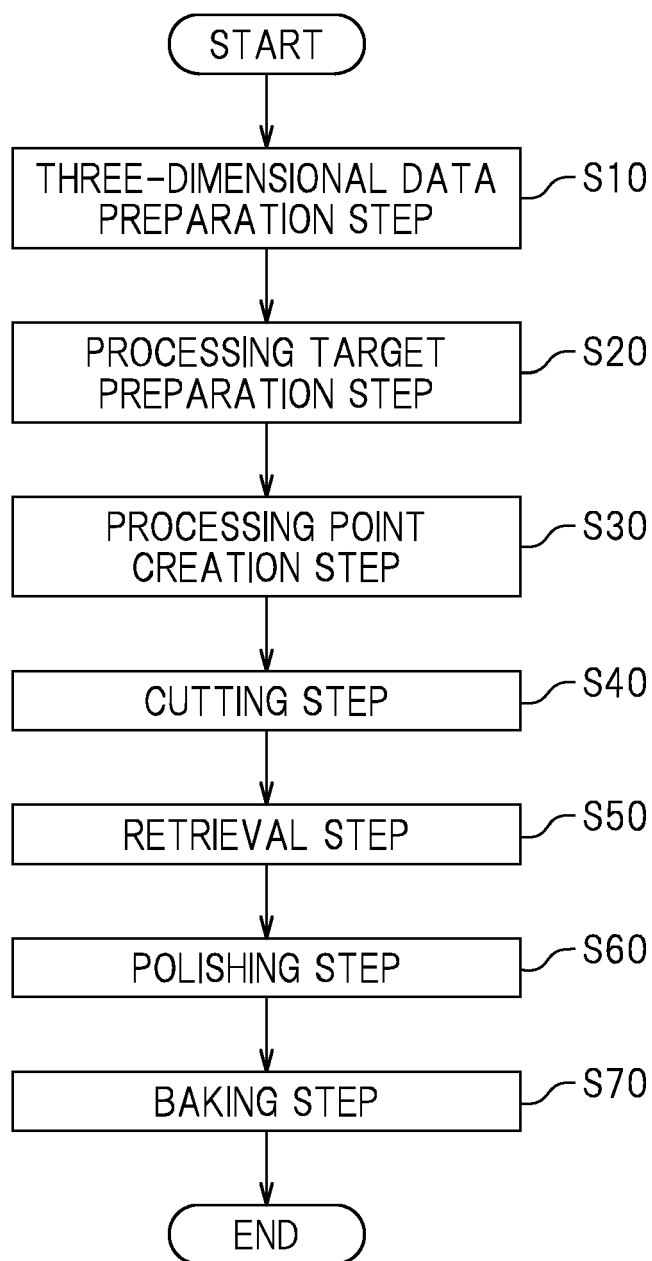 START
THREE-DIMENSIONAL DATA
PREPARATION STEP
S10
PROCESSING TARGET
PREPARATION STEP
S20
PROCESSING POINT
CREATION STEP
S30
CUTTING STEP
S40
RETRIEVAL STEP
S50
POLISHING STEP
S60
BAKING STEP
S70
END